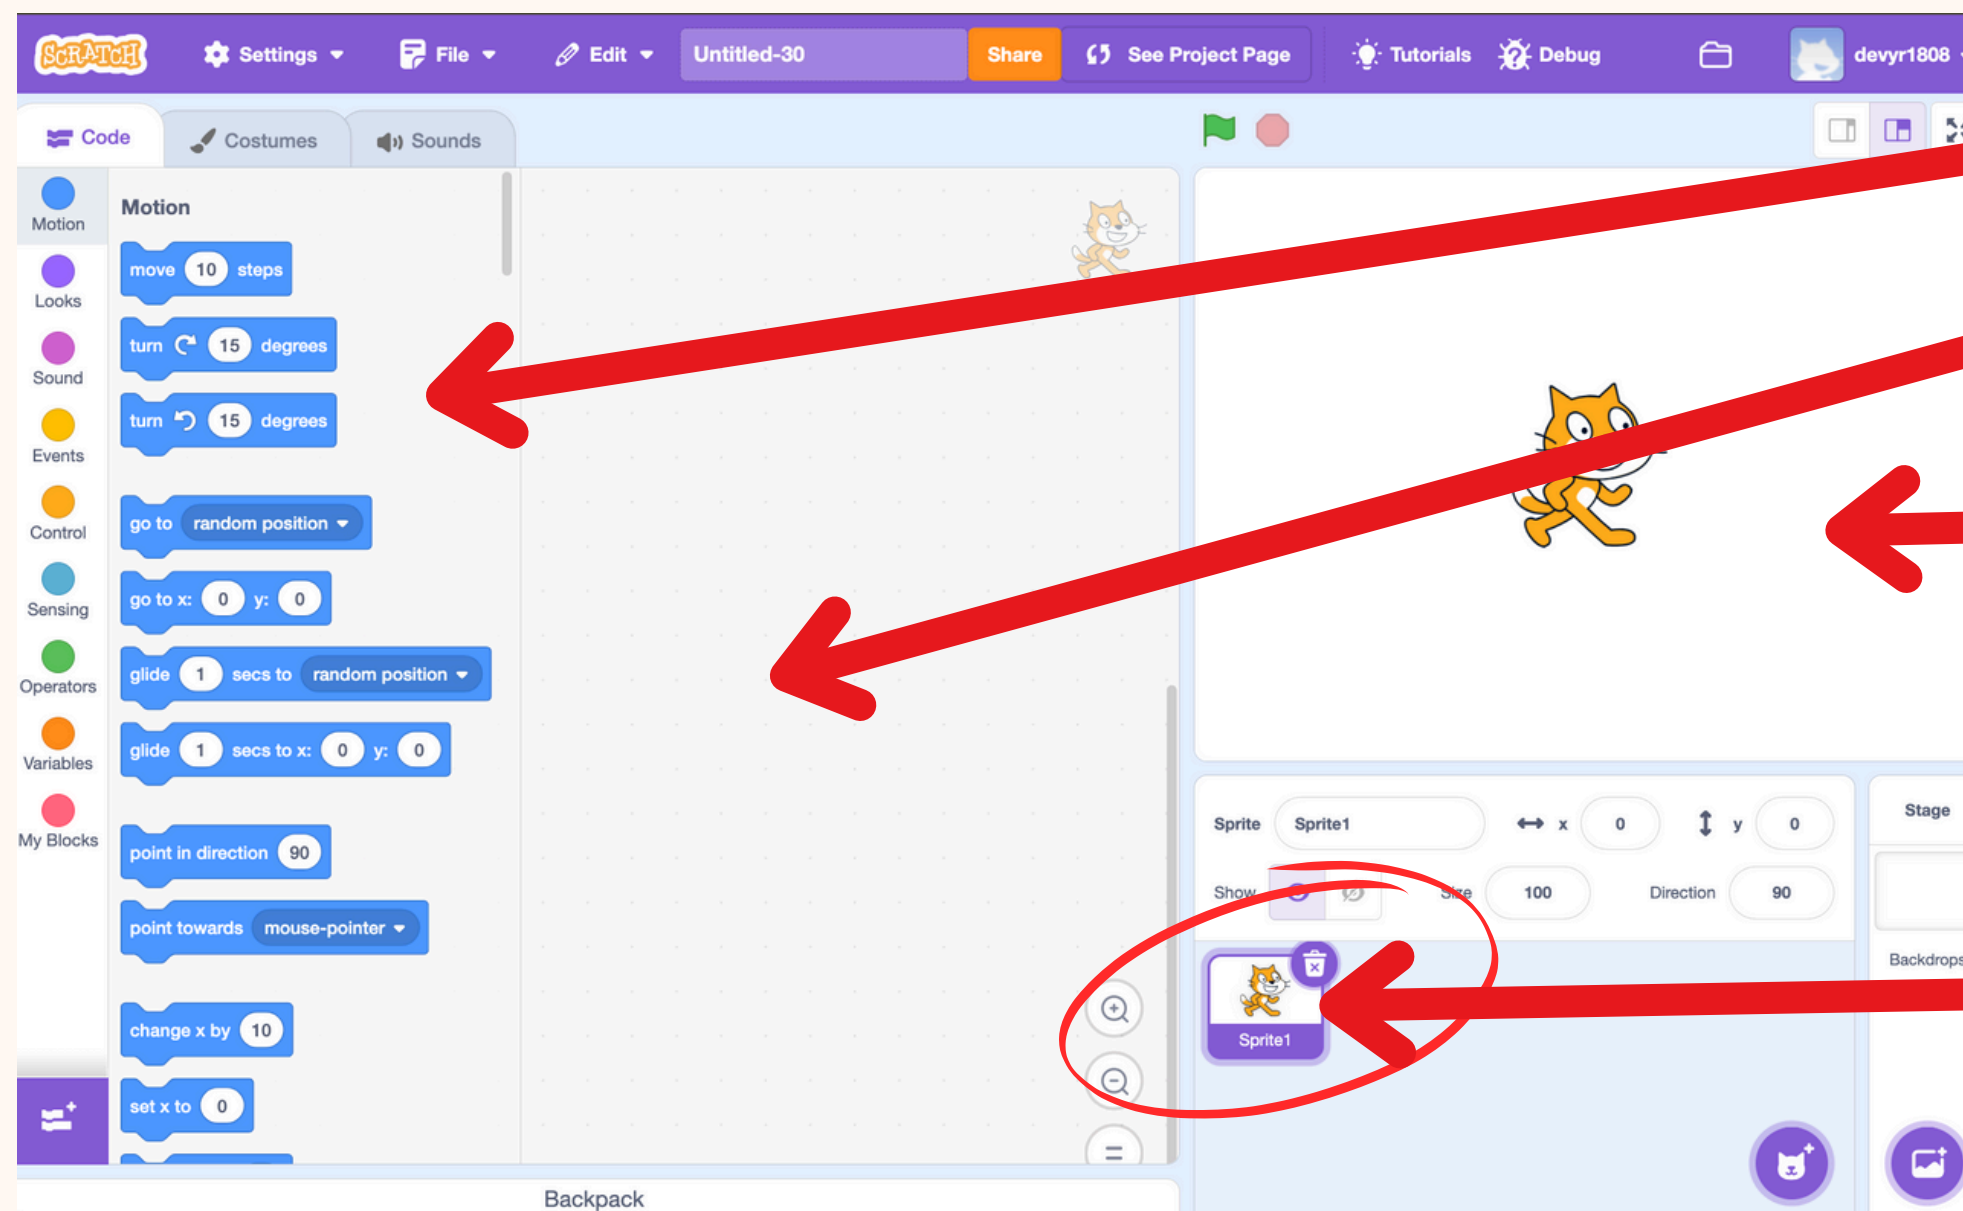 SCRATCH Settings File Edit Untitled-30 Share See Project Page Tutorials Debug devyr1808
Code Costumes Sounds
Motion
Looks
Sound
Events
Control
Sensing
Operators
Variables
My Blocks
Motion
move 10 steps
turn 15 degrees
turn 15 degrees
go to random position
go to x: 0 y: 0
glide 1 secs to random position
glide 1 secs to x: 0 y: 0
point in direction 90
point towards mouse-pointer
change x by 10
set x to 0
Backpack
Sprite Sprite1 x 0 y 0
Show Size 100 Direction 90
Sprite1
Stage
Backdrops